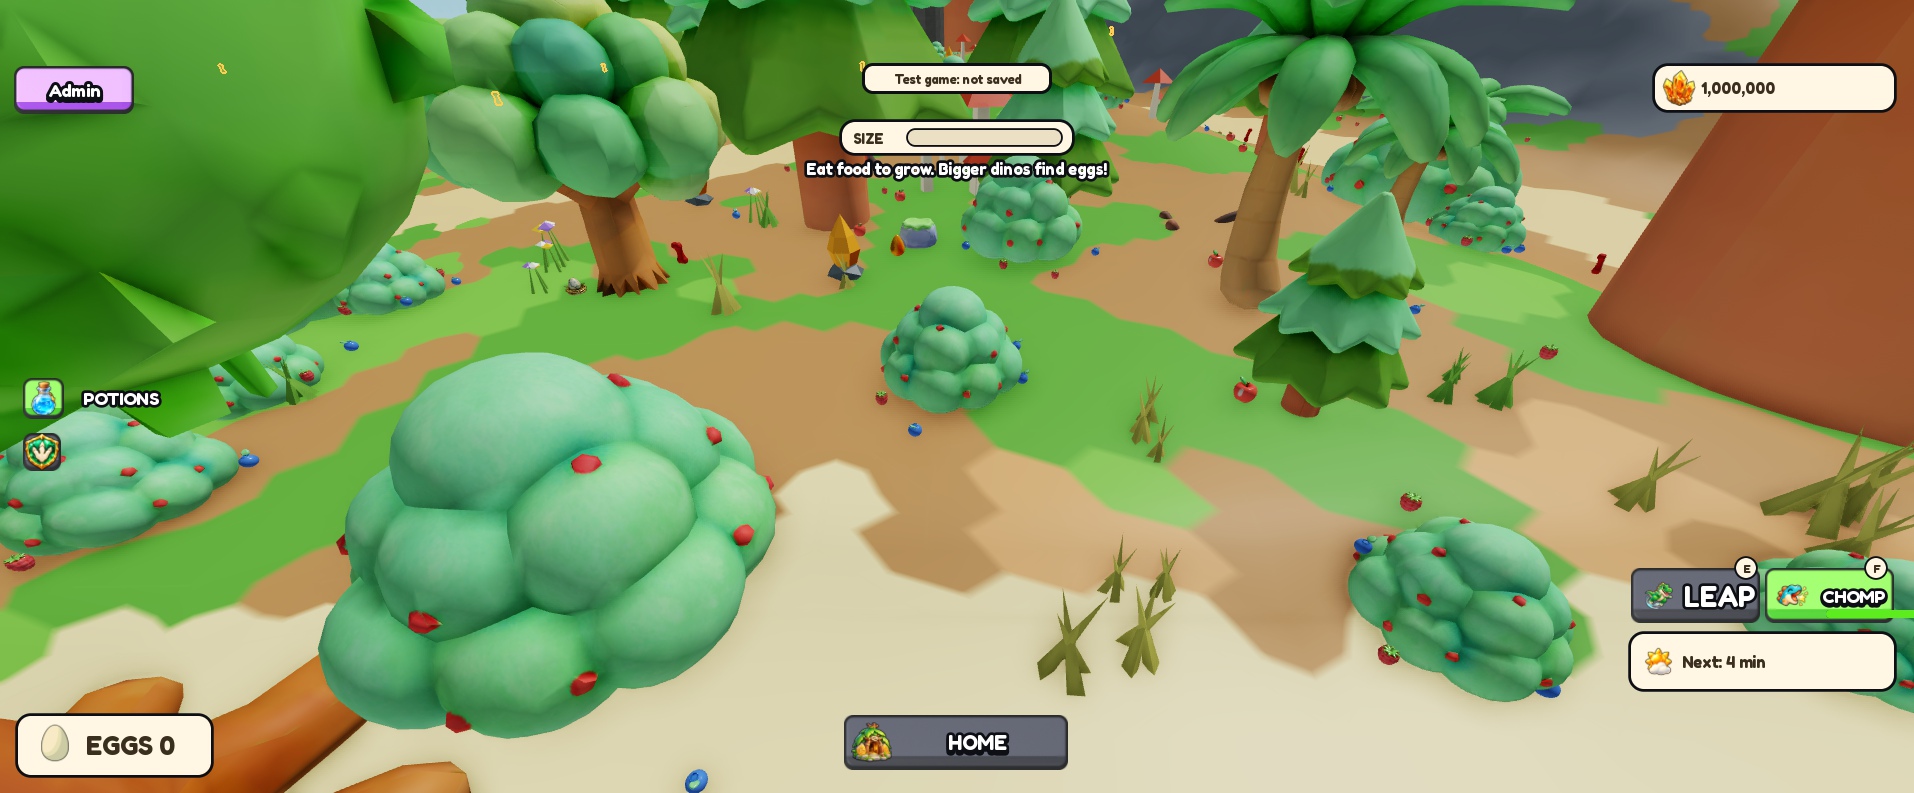 Admin
Test game: not saved
1,000,000
SIZE
Eat food to grow. Bigger dinos find eggs!
POTIONS
E
F
LEAP
CHOMP
Next: 4 min
EGGS 0
HOME